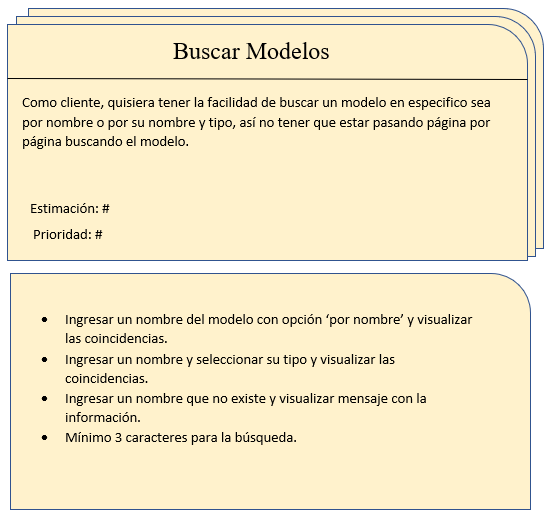 Buscar Modelos
Como cliente, quisiera tener la facilidad de buscar un modelo en especifico sea
por nombre o por su nombre y tipo, así no tener que estar pasando página por
página buscando el modelo.
Estimación: #
Prioridad: #
• Ingresar un nombre del modelo con opción ‘por nombre’ y visualizar
las coincidencias.
• Ingresar un nombre y seleccionar su tipo y visualizar las
coincidencias.
• Ingresar un nombre que no existe y visualizar mensaje con la
información.
• Mínimo 3 caracteres para la búsqueda.